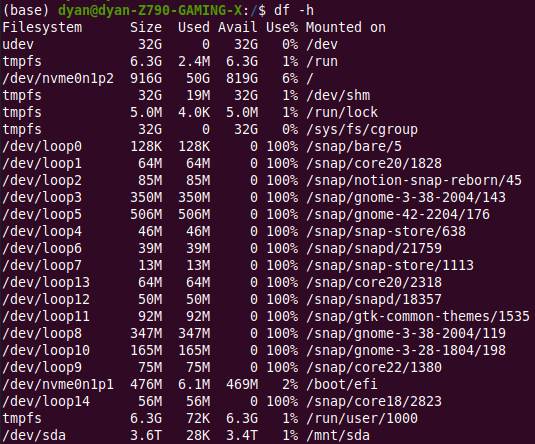 (base) dyan@dyan-Z790-GAMING-X:/$ df -h
Filesystem      Size  Used Avail Use% Mounted on
udev             32G     0   32G   0% /dev
tmpfs           6.3G  2.4M  6.3G   1% /run
/dev/nvme0n1p2  916G   50G  819G   6% /
tmpfs            32G   19M   32G   1% /dev/shm
tmpfs           5.0M  4.0K  5.0M   1% /run/lock
tmpfs            32G     0   32G   0% /sys/fs/cgroup
/dev/loop0      128K  128K     0 100% /snap/bare/5
/dev/loop1       64M   64M     0 100% /snap/core20/1828
/dev/loop2       85M   85M     0 100% /snap/notion-snap-reborn/45
/dev/loop3      350M  350M     0 100% /snap/gnome-3-38-2004/143
/dev/loop5      506M  506M     0 100% /snap/gnome-42-2204/176
/dev/loop4       46M   46M     0 100% /snap/snap-store/638
/dev/loop6       39M   39M     0 100% /snap/snapd/21759
/dev/loop7       13M   13M     0 100% /snap/snap-store/1113
/dev/loop13      64M   64M     0 100% /snap/core20/2318
/dev/loop12      50M   50M     0 100% /snap/snapd/18357
/dev/loop11      92M   92M     0 100% /snap/gtk-common-themes/1535
/dev/loop8      347M  347M     0 100% /snap/gnome-3-38-2004/119
/dev/loop10     165M  165M     0 100% /snap/gnome-3-28-1804/198
/dev/loop9       75M   75M     0 100% /snap/core22/1380
/dev/nvme0n1p1  476M  6.1M  469M   2% /boot/efi
/dev/loop14      56M   56M     0 100% /snap/core18/2823
tmpfs           6.3G   72K  6.3G   1% /run/user/1000
/dev/sda        3.6T   28K  3.4T   1% /mnt/sda